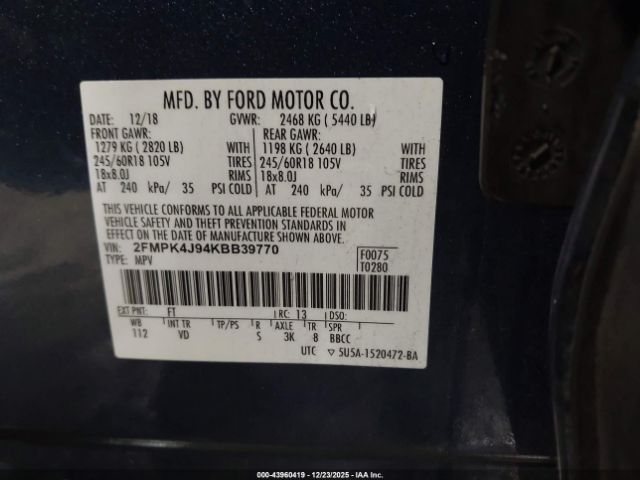 MFD. BY FORD MOTOR CO.
DATE: 12/18 GVWR: 2468 KG ( 5440 LB)
FRONT GAWR: REAR GAWR:
1279 KG ( 2820 LB) WITH 1198 KG ( 2640 LB) WITH
245/60R18 105V TIRES 245/60R18 105V TIRES
18x8.0J RIMS 18x8.0J RIMS
AT 240 kPa/ 35 PSI COLD AT 240 kPa/ 35 PSI COLD
THIS VEHICLE CONFORMS TO ALL APPLICABLE FEDERAL MOTOR
VEHICLE SAFETY AND THEFT PREVENTION STANDARDS IN
EFFECT ON THE DATE OF MANUFACTURE SHOWN ABOVE.
VIN: 2FMPK4J94KBB39770 F0075
TYPE: MPV T0280
EXT PNT: FT RC: 13 DSO:
WB INT TR TP/PS R AXLE TR SPR
112 VD S 3K 8 BBCC
UTC ▽ 5U5A-1520472-BA
000-43960419 - 12/23/2025 - IAA Inc.